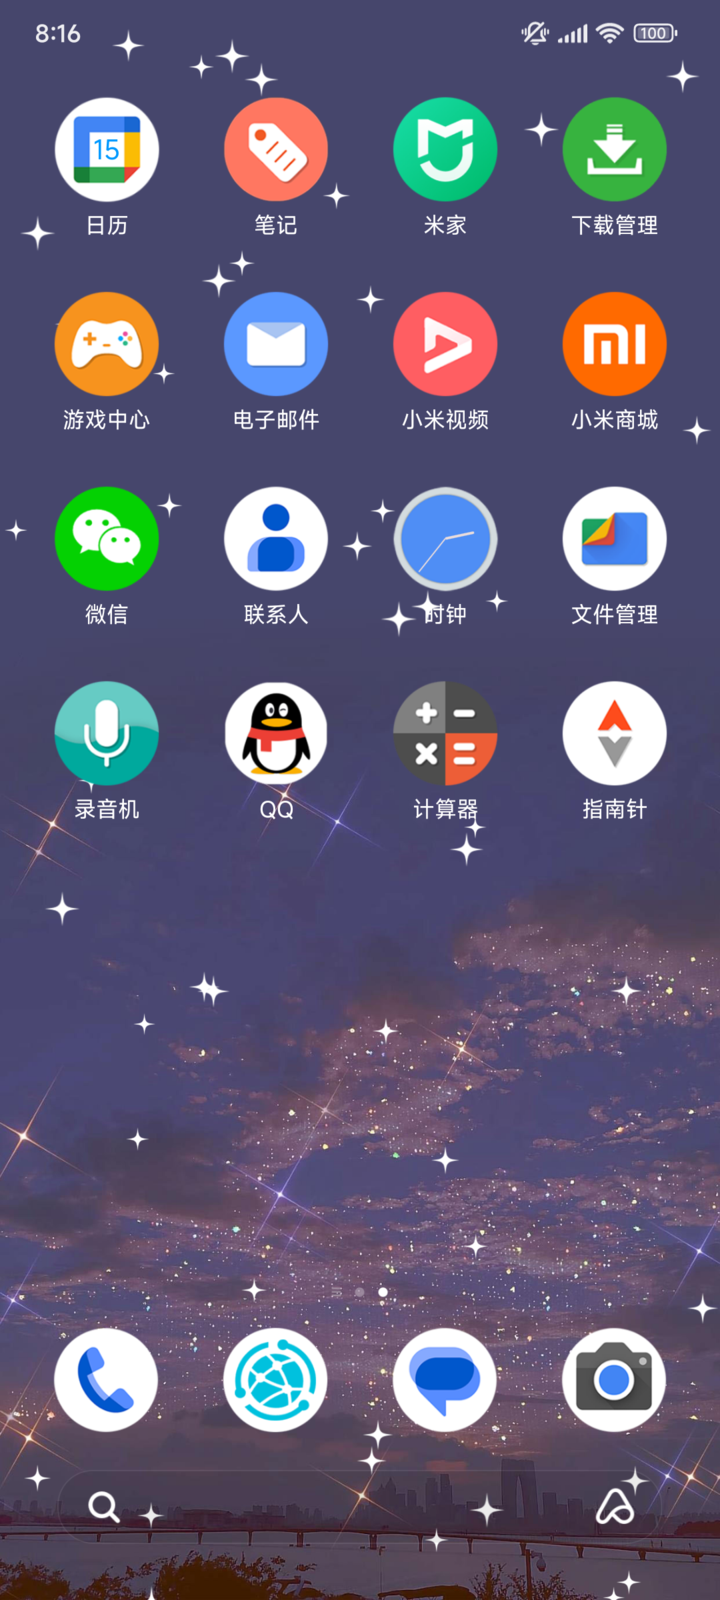 8:16
100
15
日历
笔记
米家
下载管理
游戏中心
电子邮件
小米视频
小米商城
微信
联系人
时钟
文件管理
录音机
QQ
计算器
指南针